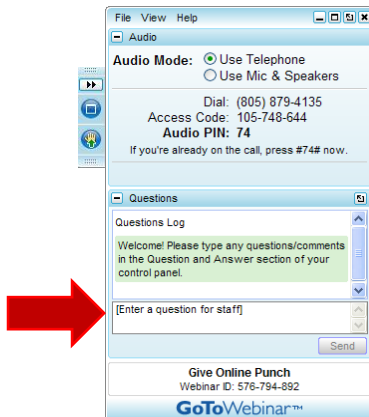 File View Help
Audio
Audio Mode: Use Telephone
Use Mic & Speakers
Dial: (805) 879-4135
Access Code: 105-748-644
Audio PIN: 74
If you're already on the call, press #74# now.
Questions
Questions Log
Welcome! Please type any questions/comments
in the Question and Answer section of your
control panel.
[Enter a question for staff]
Send
Give Online Punch
Webinar ID: 576-794-892
GoToWebinar™